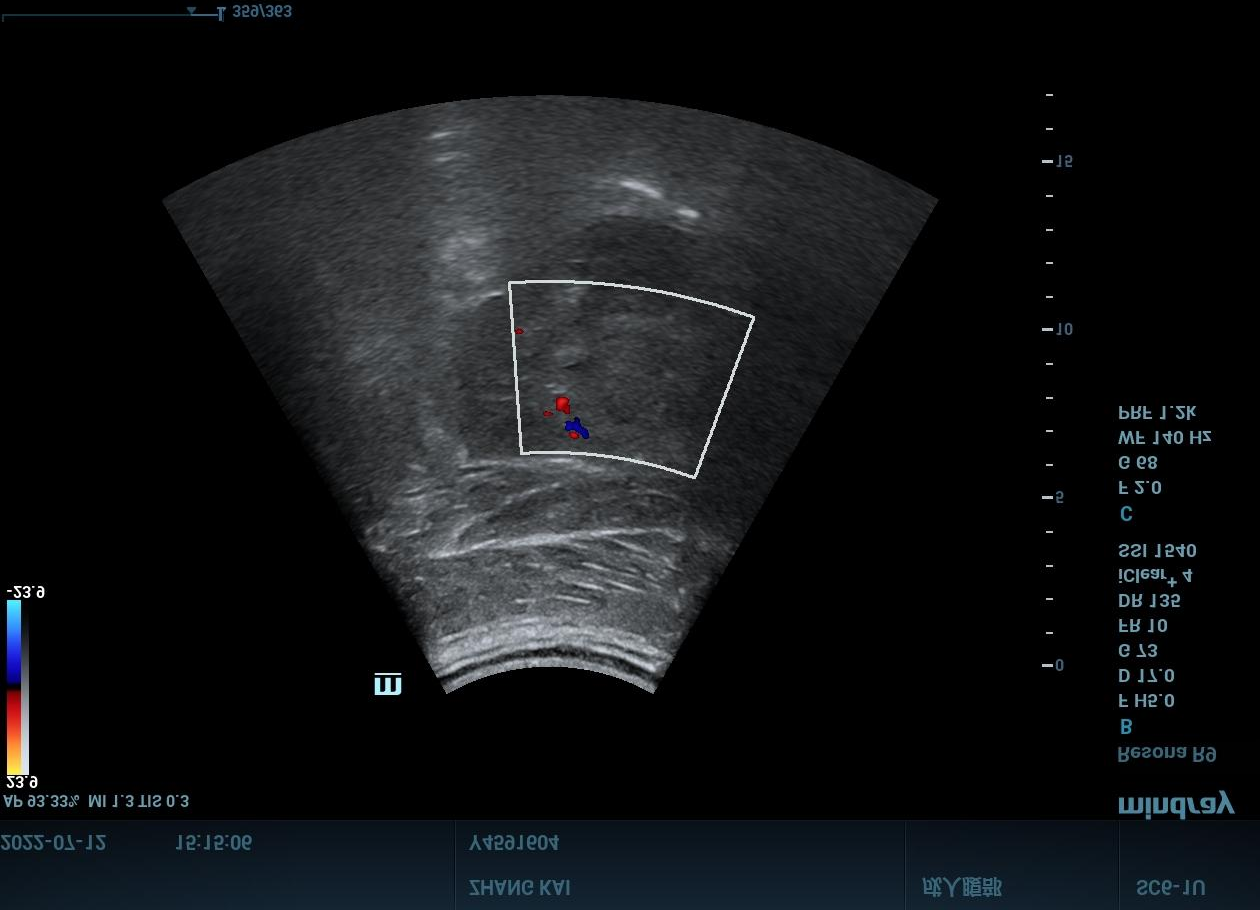 ZHANG KAI
成人腹部
SC6-1U
2022-07-12
15:15:06
Y4591604
mindray
AP 93.33% MI 1.3 TIS 0.3
23.9
-23.9
m
Resona R9
B
F H5.0
D 17.0
G 73
FR 10
DR 135
iClear+ 4
SSI 1540
C
F 2.0
G 68
WF 140 Hz
PRF 1.2k
0
5
10
15
359/363